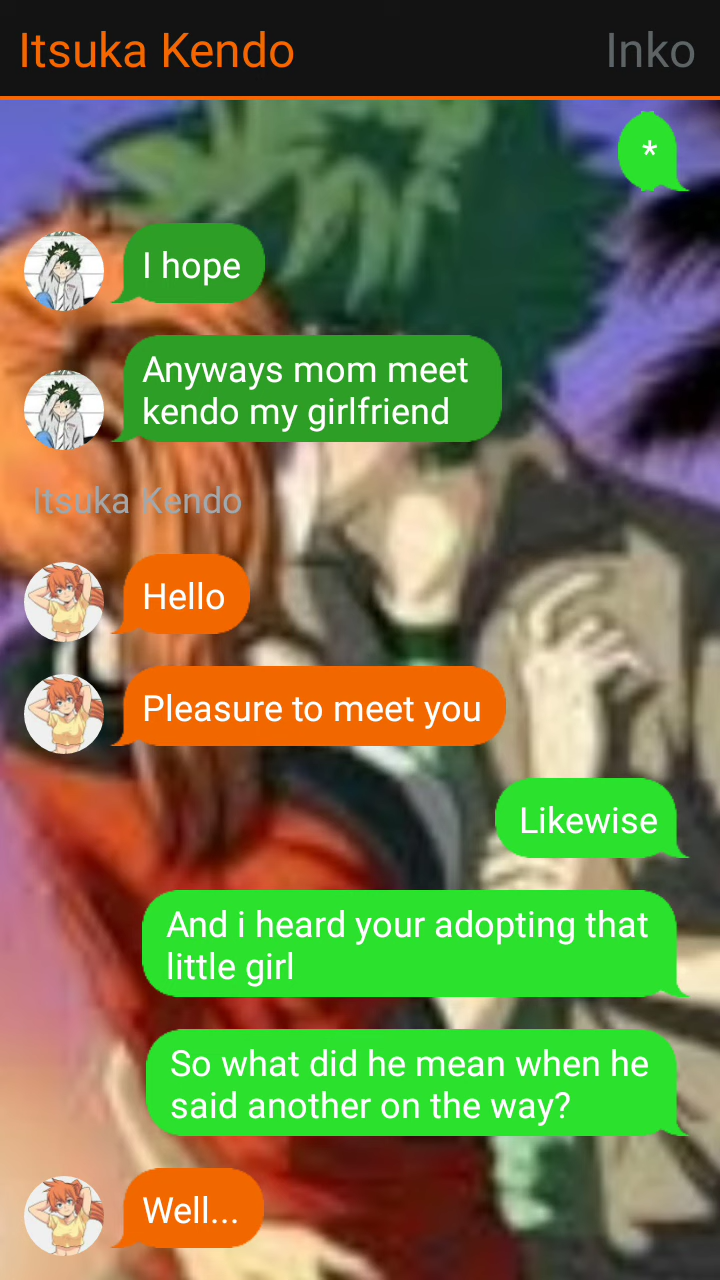 Itsuka Kendo
Inko
*
I hope
Anyways mom meet
kendo my girlfriend
Itsuka Kendo
Hello
Pleasure to meet you
Likewise
And i heard your adopting that
little girl
So what did he mean when he
said another on the way?
Well...